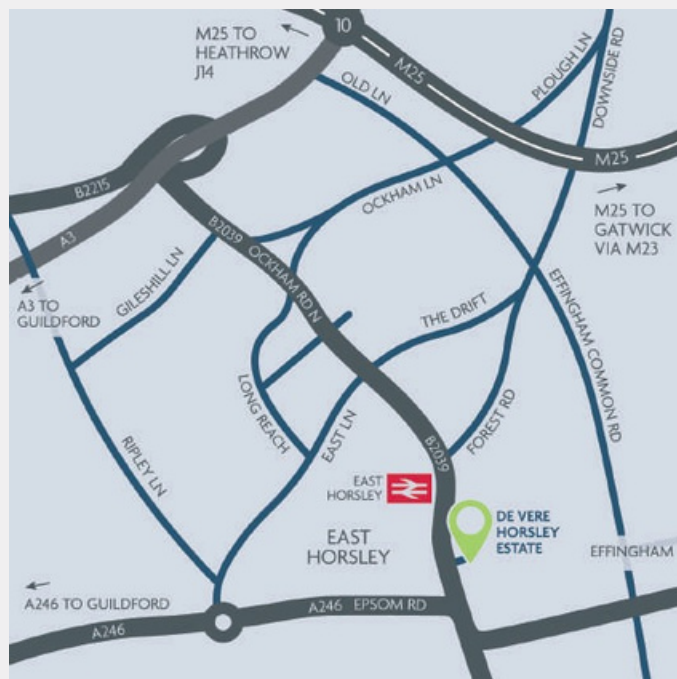 M25 TO
HEATHROW
J14
10
M25
PLOUGH LN
DOWNSIDE RD
OLD LN
M25
B2215
OCKHAM LN
M25 TO
GATWICK
VIA M23
A3
B2039
OCKHAM RD N
GILESHILL LN
A3 TO
GUILDFORD
THE DRIFT
EFFINGHAM COMMON RD
LONG REACH
EAST LN
FOREST RD
B2039
RIPLEY LN
EAST
HORSLEY
DE VERE
HORSLEY
ESTATE
EAST
HORSLEY
EFFINGHAM
A246 TO GUILDFORD
A246 EPSOM RD
A246